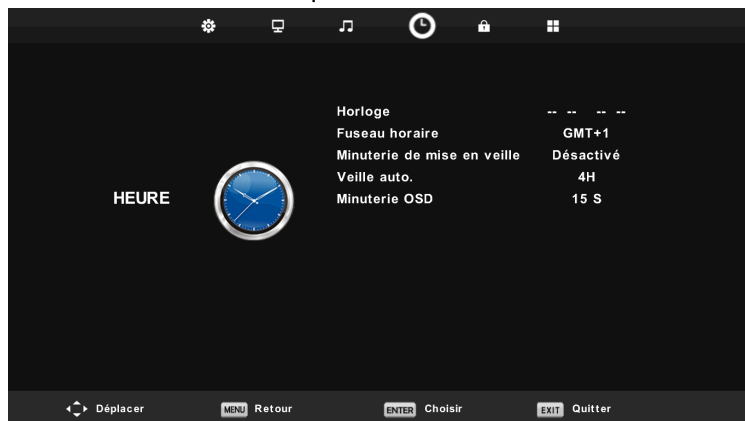 Horloge -- -- -- --
Fuseau horaire GMT+1
Minuterie de mise en veille Désactivé
Veille auto. 4H
HEURE
Minuterie OSD 15 S
Déplacer MENU Retour ENTER Choisir EXIT Quitter